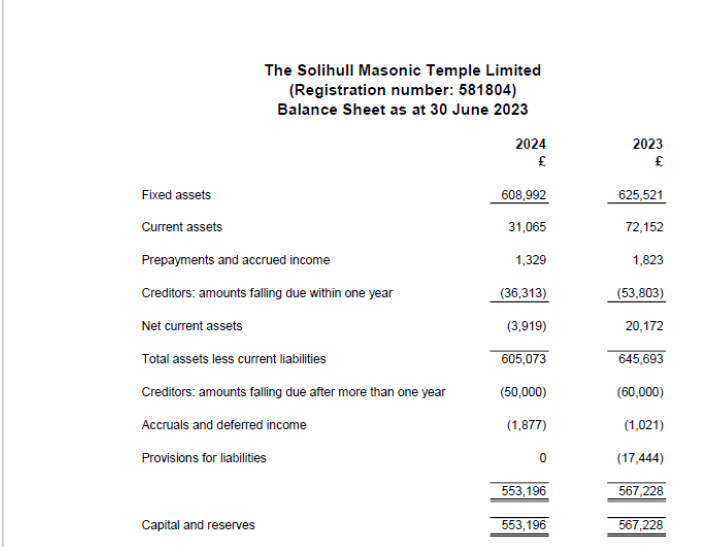 The Solihull Masonic Temple Limited
(Registration number: 581804)
Balance Sheet as at 30 June 2023
2024 2023
£ £
Fixed assets 608,992 625,521
Current assets 31,065 72,152
Prepayments and accrued income 1,329 1,823
Creditors: amounts falling due within one year (36,313) (53,803)
Net current assets (3,919) 20,172
Total assets less current liabilities 605,073 645,693
Creditors: amounts falling due after more than one year (50,000) (60,000)
Accruals and deferred income (1,877) (1,021)
Provisions for liabilities 0 (17,444)
553,196 567,228
Capital and reserves 553,196 567,228